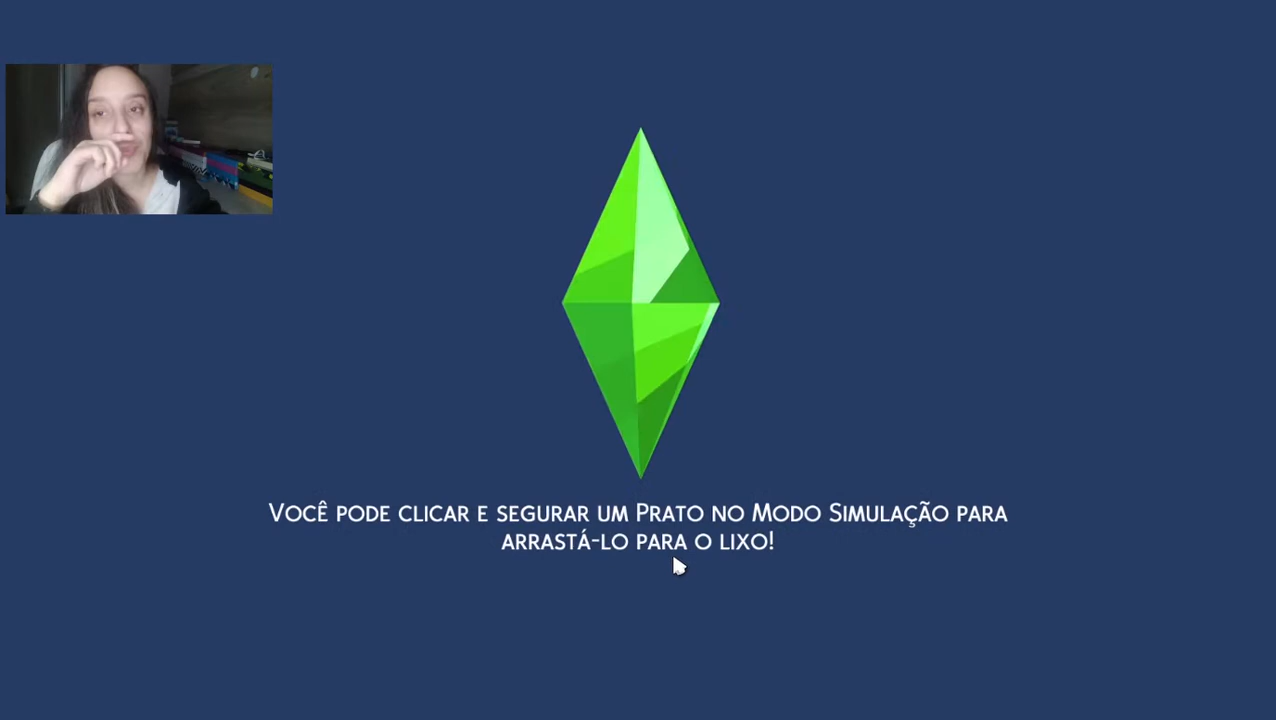 Você pode clicar e segurar um Prato no Modo Simulação para
arrastá-lo para o lixo!